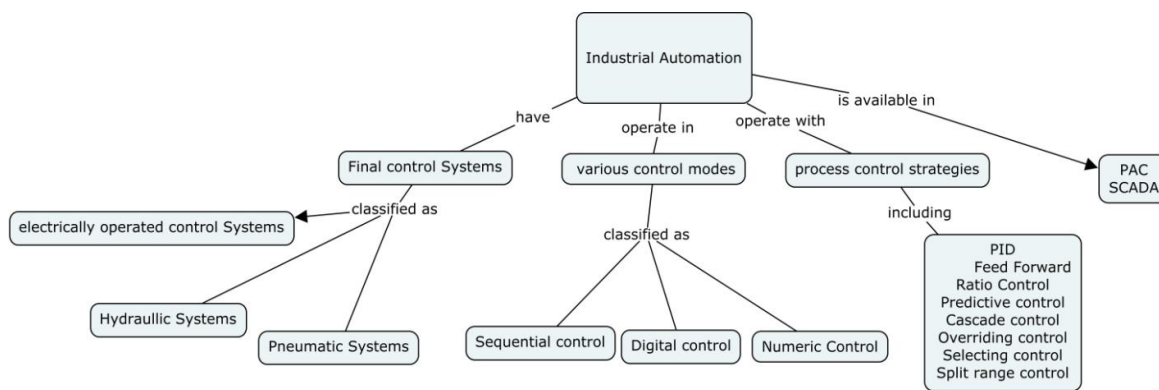 Industrial Automation
have
operate in
operate with
is available in
Final control Systems
various control modes
process control strategies
PAC
SCADA
classified as
electrically operated control Systems
Hydraullic Systems
Pneumatic Systems
classified as
Sequential control
Digital control
Numeric Control
including
PID
Feed Forward
Ratio Control
Predictive control
Cascade control
Overriding control
Selecting control
Split range control